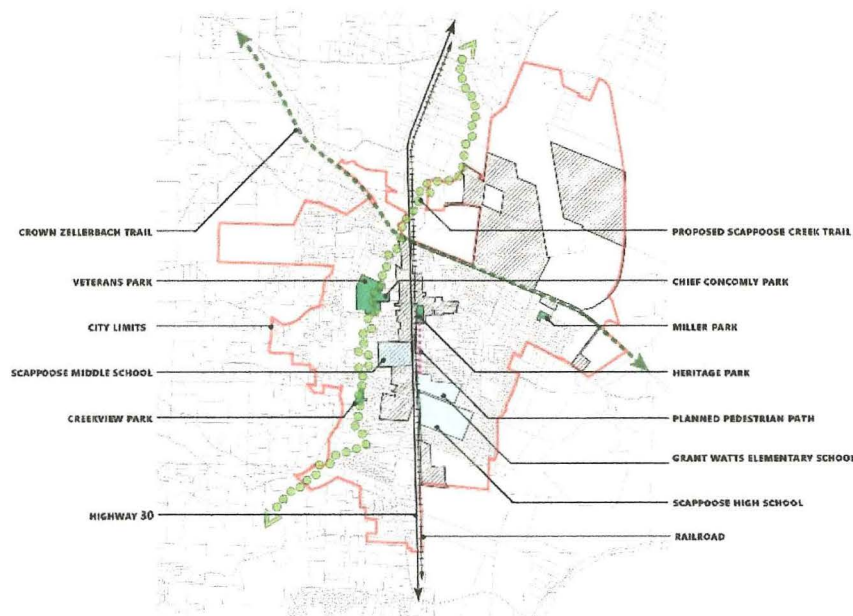 CROWN ZELLERBACH TRAIL
VETERANS PARK
CITY LIMITS
SCAPPOOSE MIDDLE SCHOOL
CREEKVIEW PARK
HIGHWAY 30
PROPOSED SCAPPOOSE CREEK TRAIL
CHIEF CONCOMLY PARK
MILLER PARK
HERITAGE PARK
PLANNED PEDESTRIAN PATH
GRANT WATTS ELEMENTARY SCHOOL
SCAPPOOSE HIGH SCHOOL
RAILROAD